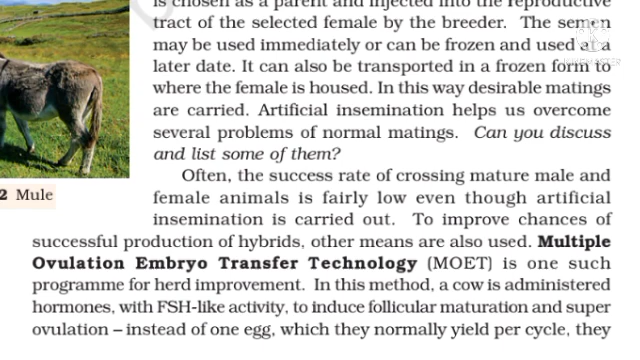 is chosen as a parent and injected into the reproductive
tract of the selected female by the breeder. The semen
may be used immediately or can be frozen and used at a
later date. It can also be transported in a frozen form to
where the female is housed. In this way desirable matings
are carried. Artificial insemination helps us overcome
several problems of normal matings. Can you discuss
and list some of them?
Often, the success rate of crossing mature male and
2 Mule
female animals is fairly low even though artificial
insemination is carried out. To improve chances of
successful production of hybrids, other means are also used. Multiple
Ovulation Embryo Transfer Technology (MOET) is one such
programme for herd improvement. In this method, a cow is administered
hormones, with FSH-like activity, to induce follicular maturation and super
ovulation – instead of one egg, which they normally yield per cycle, they